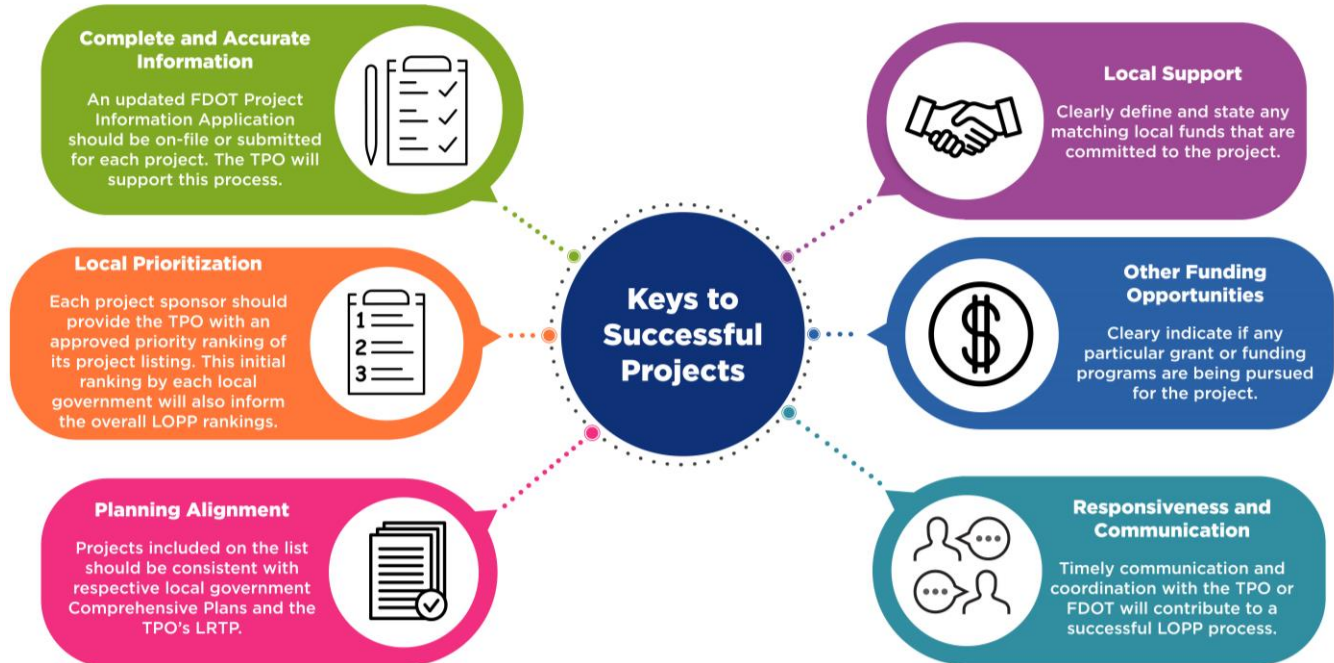 Complete and Accurate
Information
An updated FDOT Project
Information Application
should be on-file or submitted
for each project. The TPO will
support this process.
Local Prioritization
Each project sponsor should
provide the TPO with an
approved priority ranking of
its project listing. This initial
ranking by each local
government will also inform
the overall LOPP rankings.
1
2
3
Planning Alignment
Projects included on the list
should be consistent with
respective local government
Comprehensive Plans and the
TPO's LRTP.
Keys to
Successful
Projects
Local Support
Clearly define and state any
matching local funds that are
committed to the project.
$
Other Funding
Opportunities
Cleary indicate if any
particular grant or funding
programs are being pursued
for the project.
Responsiveness and
Communication
Timely communication and
coordination with the TPO or
FDOT will contribute to a
successful LOPP process.